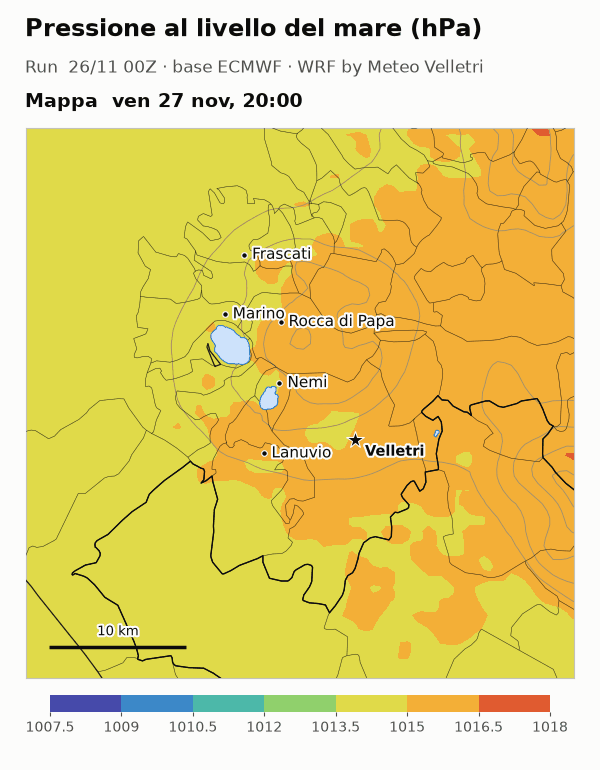 Pressione al livello del mare (hPa)
Run  26/11 00Z · base ECMWF · WRF by Meteo Velletri
Mappa  ven 27 nov, 20:00
Frascati
Marino
Rocca di Papa
Nemi
Velletri
Lanuvio
10 km
1007.5 1009 1010.5 1012 1013.5 1015 1016.5 1018